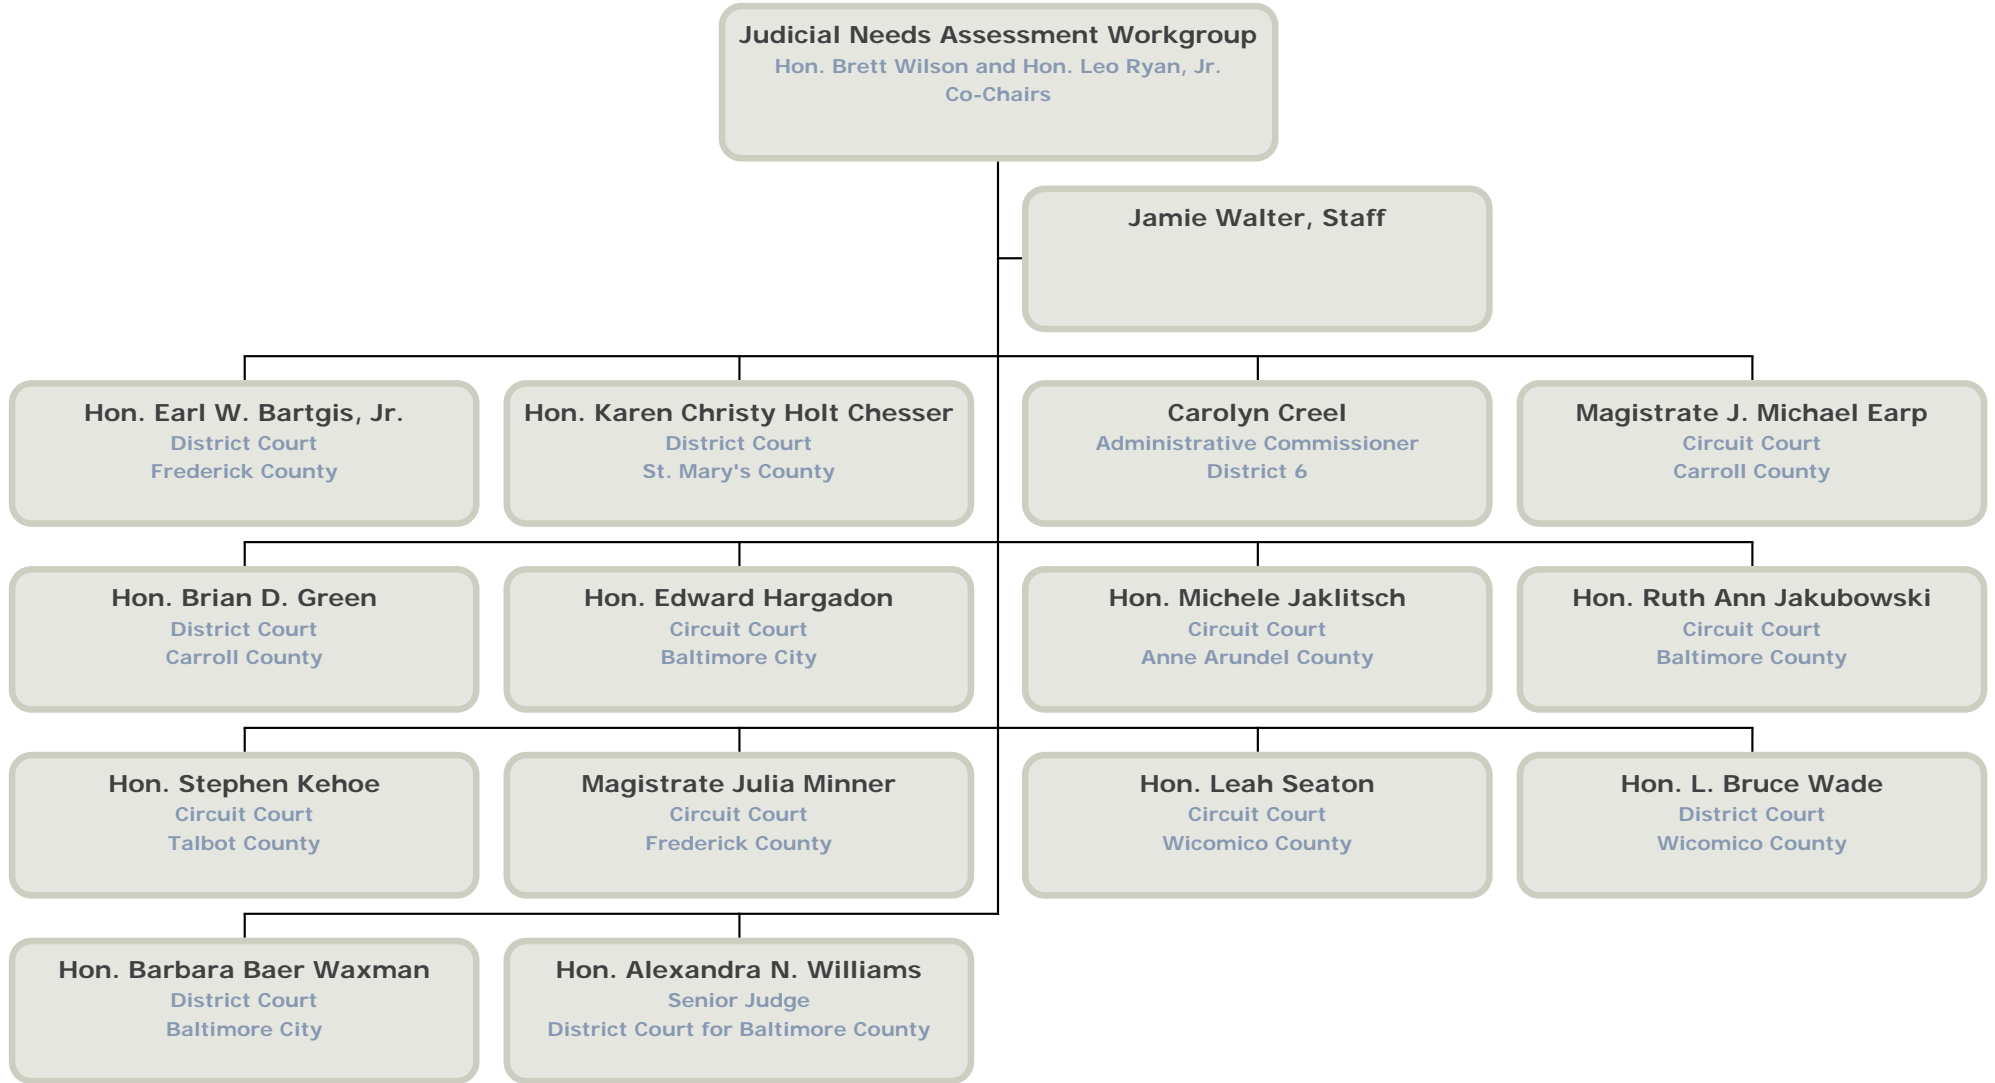 Judicial Needs Assessment Workgroup
Hon. Brett Wilson and Hon. Leo Ryan, Jr.
Co-Chairs
Jamie Walter, Staff
Hon. Earl W. Bartgis, Jr.
District Court
Frederick County
Hon. Karen Christy Holt Chesser
District Court
St. Mary's County
Carolyn Creel
Administrative Commissioner
District 6
Magistrate J. Michael Earp
Circuit Court
Carroll County
Hon. Brian D. Green
District Court
Carroll County
Hon. Edward Hargadon
Circuit Court
Baltimore City
Hon. Michele Jaklitsch
Circuit Court
Anne Arundel County
Hon. Ruth Ann Jakubowski
Circuit Court
Baltimore County
Hon. Stephen Kehoe
Circuit Court
Talbot County
Magistrate Julia Minner
Circuit Court
Frederick County
Hon. Leah Seaton
Circuit Court
Wicomico County
Hon. L. Bruce Wade
District Court
Wicomico County
Hon. Barbara Baer Waxman
District Court
Baltimore City
Hon. Alexandra N. Williams
Senior Judge
District Court for Baltimore County